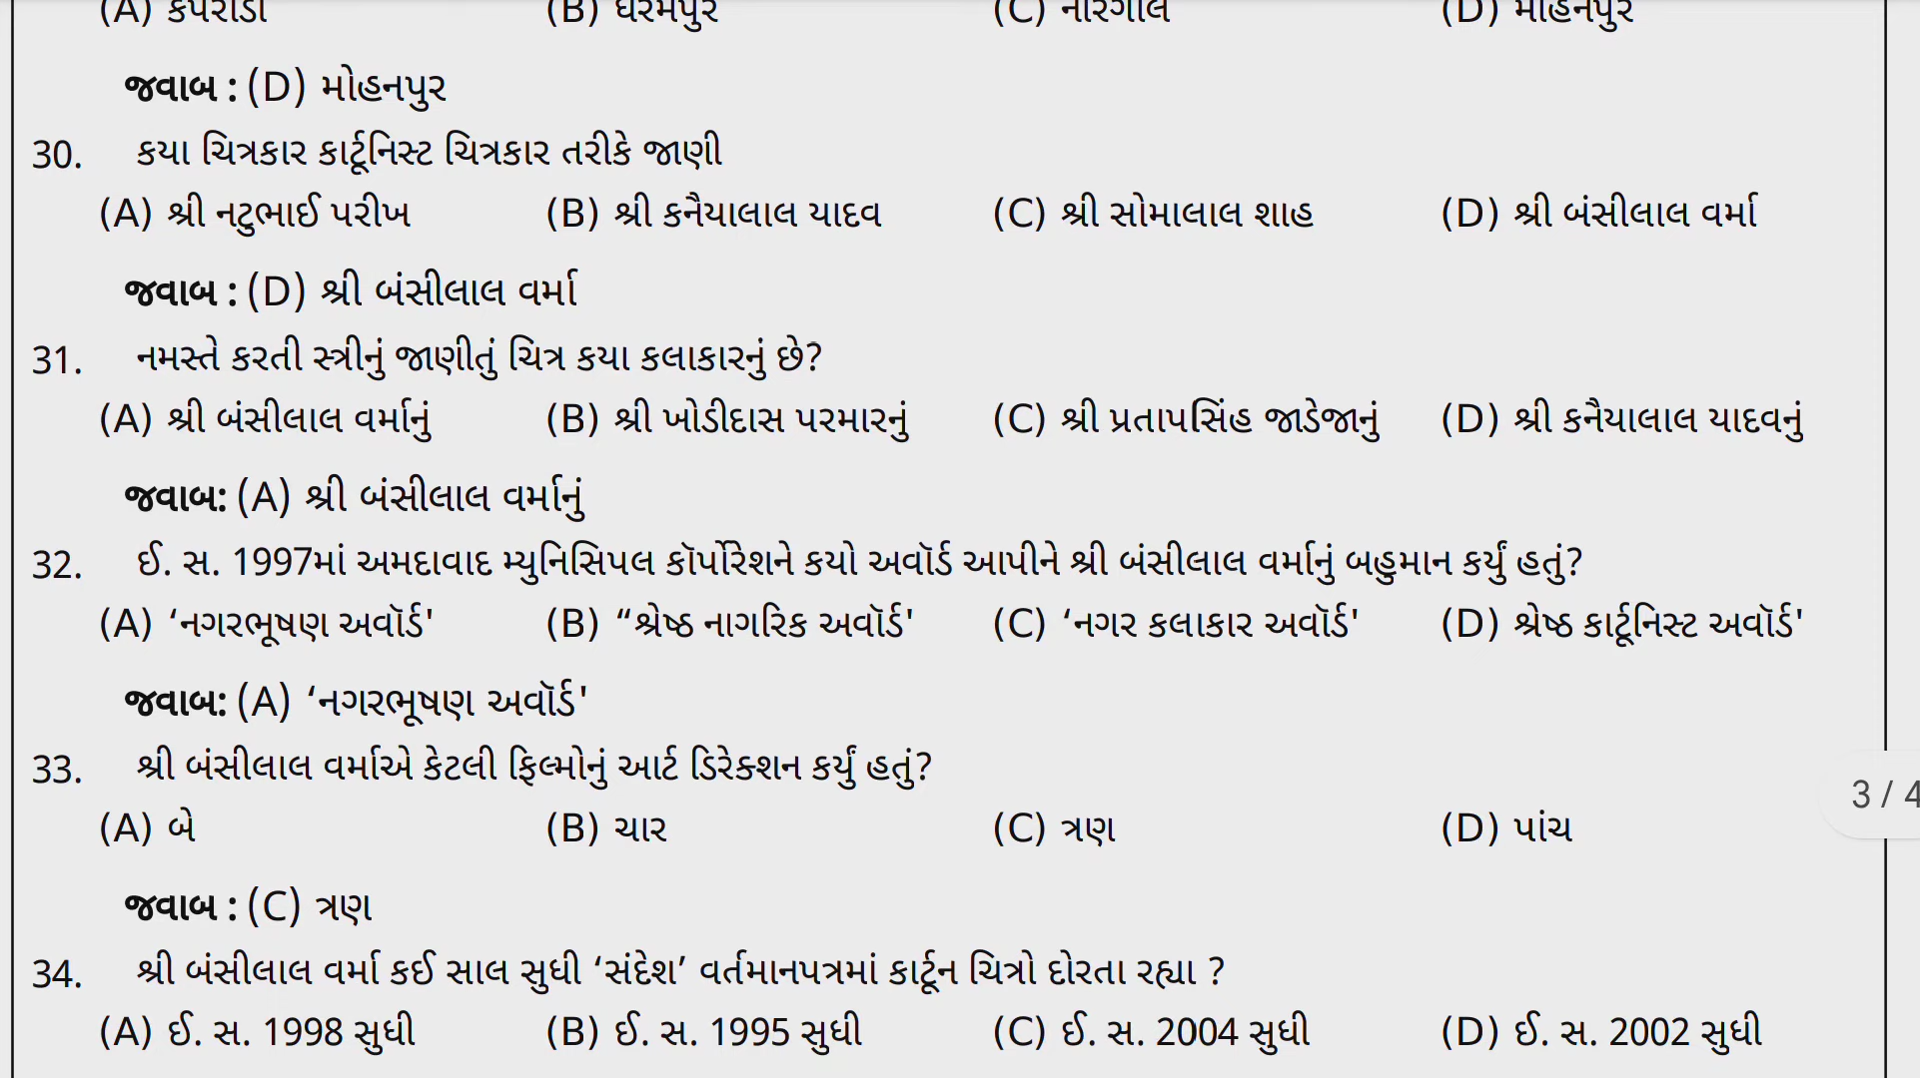 (A) કપરાડા (B) ધરમપુર (C) નારગોલ (D) મોહનપુર
જવાબ : (D) મોહનપુર
30. કયા ચિત્રકાર કાર્ટૂનિસ્ટ ચિત્રકાર તરીકે જાણી
(A) શ્રી નટુભાઈ પરીખ (B) શ્રી કનૈયાલાલ યાદવ (C) શ્રી સોમાલાલ શાહ (D) શ્રી બંસીલાલ વર્મા
જવાબ : (D) શ્રી બંસીલાલ વર્મા
31. નમસ્તે કરતી સ્ત્રીનું જાણીતું ચિત્ર કયા કલાકારનું છે?
(A) શ્રી બંસીલાલ વર્માનું (B) શ્રી ખોડીદાસ પરમારનું (C) શ્રી પ્રતાપસિંહ જાડેજાનું (D) શ્રી કનૈયાલાલ યાદવનું
જવાબ: (A) શ્રી બંસીલાલ વર્માનું
32. ઈ. સ. 1997માં અમદાવાદ મ્યુનિસિપલ કૉર્પોરેશને કયો અવૉર્ડ આપીને શ્રી બંસીલાલ વર્માનું બહુમાન કર્યું હતું?
(A) ‘નગરભૂષણ અવૉર્ડ' (B) “શ્રેષ્ઠ નાગરિક અવૉર્ડ' (C) ‘નગર કલાકાર અવૉર્ડ' (D) શ્રેષ્ઠ કાર્ટૂનિસ્ટ અવૉર્ડ'
જવાબ: (A) ‘નગરભૂષણ અવૉર્ડ'
33. શ્રી બંસીલાલ વર્માએ કેટલી ફિલ્મોનું આર્ટ ડિરેક્શન કર્યું હતું?
(A) બે (B) ચાર (C) ત્રણ (D) પાંચ
3 / 4
જવાબ : (C) ત્રણ
34. શ્રી બંસીલાલ વર્મા કઈ સાલ સુધી ‘સંદેશ’ વર્તમાનપત્રમાં કાર્ટૂન ચિત્રો દોરતા રહ્યા ?
(A) ઈ. સ. 1998 સુધી (B) ઈ. સ. 1995 સુધી (C) ઈ. સ. 2004 સુધી (D) ઈ. સ. 2002 સુધી